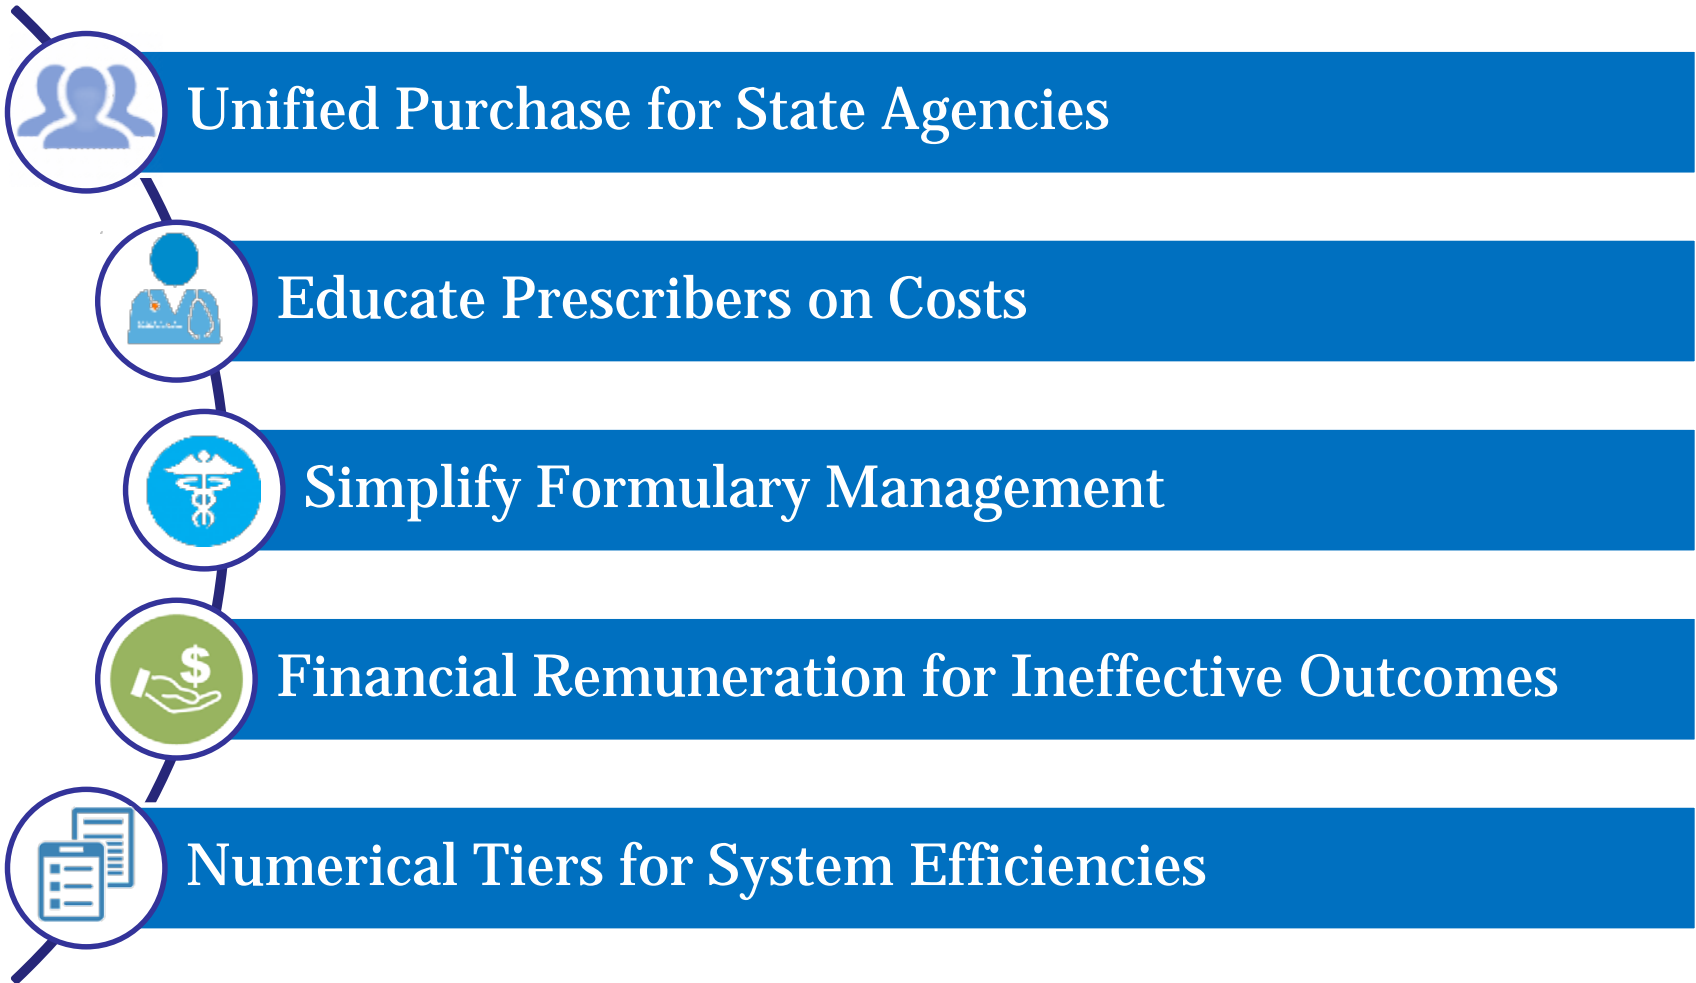 Unified Purchase for State Agencies
Educate Prescribers on Costs
Simplify Formulary Management
Financial Remuneration for Ineffective Outcomes
Numerical Tiers for System Efficiencies